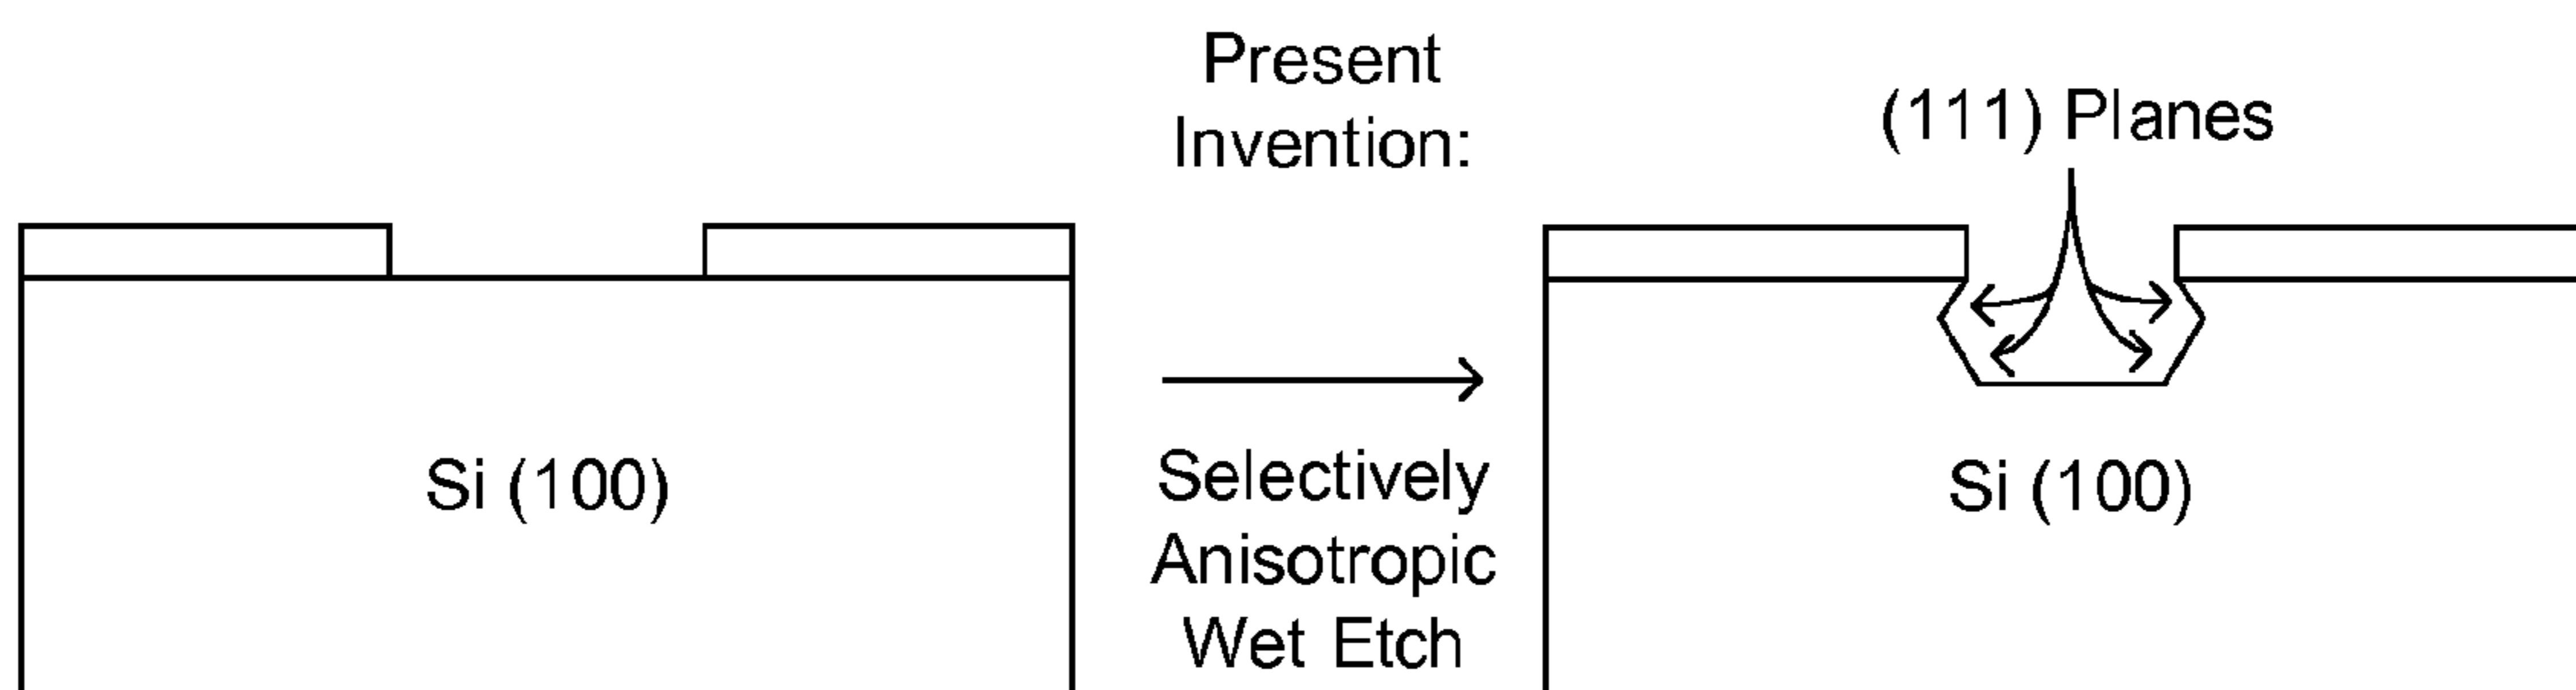 Present
Invention:
(111) Planes
Si (100)
Selectively
Anisotropic
Wet Etch
Si (100)